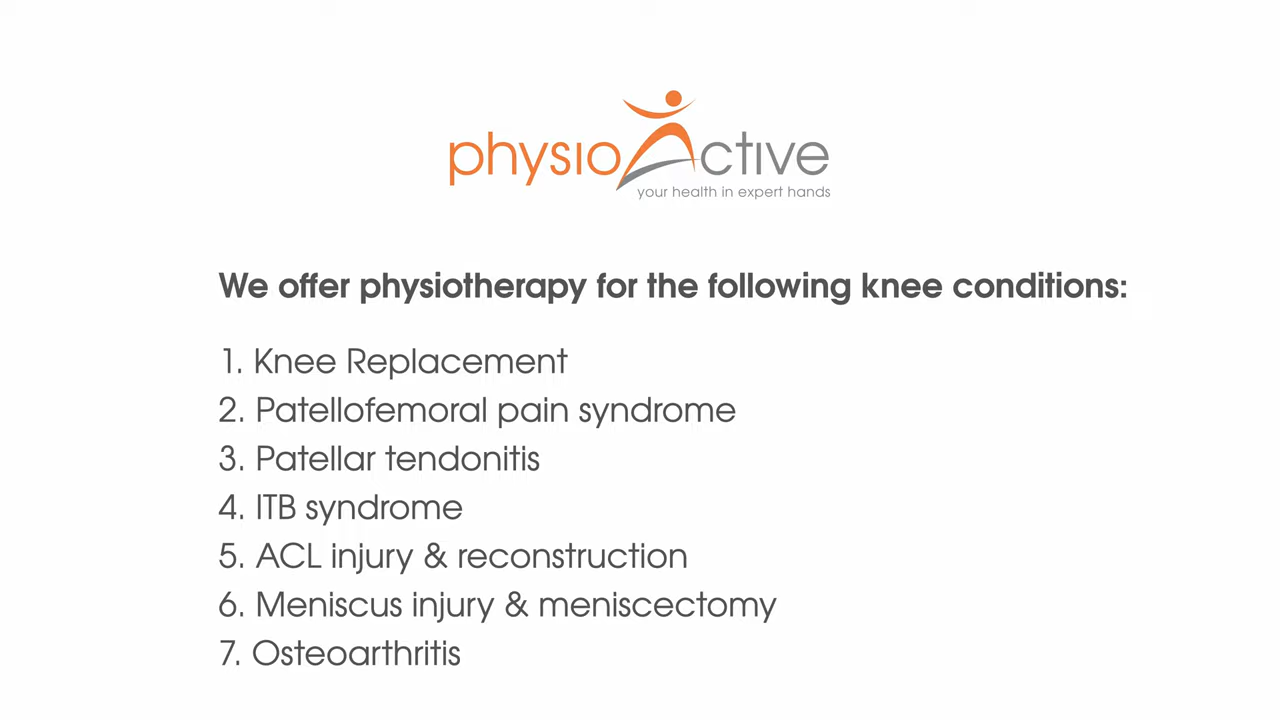 physioActive
your health in expert hands
We offer physiotherapy for the following knee conditions:
1. Knee Replacement
2. Patellofemoral pain syndrome
3. Patellar tendonitis
4. ITB syndrome
5. ACL injury & reconstruction
6. Meniscus injury & meniscectomy
7. Osteoarthritis